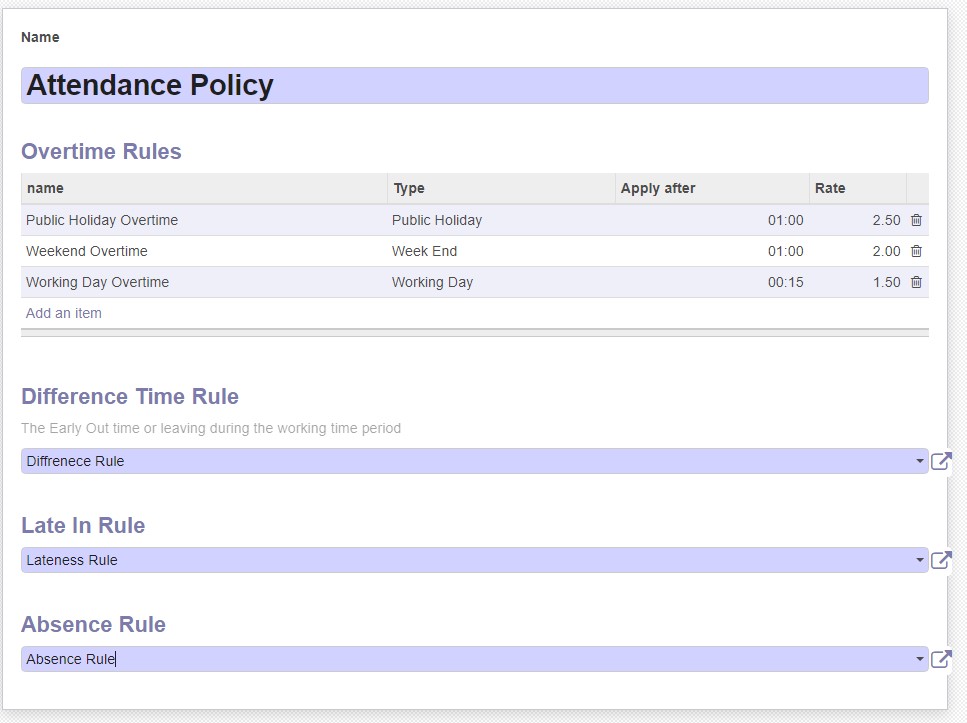 Name
Attendance Policy
Overtime Rules
name Type Apply after Rate
Public Holiday Overtime Public Holiday 01:00 2.50
Weekend Overtime Week End 01:00 2.00
Working Day Overtime Working Day 00:15 1.50
Add an item
Difference Time Rule
The Early Out time or leaving during the working time period
Diffrenece Rule
Late In Rule
Lateness Rule
Absence Rule
Absence Rule